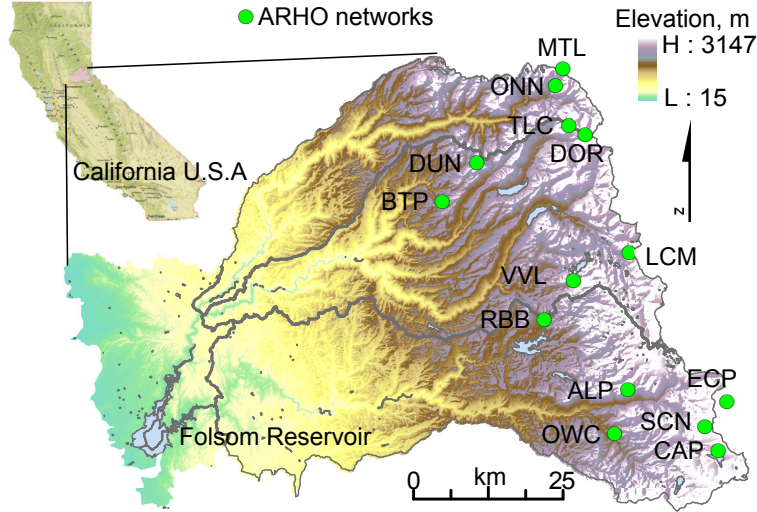 ARHO networks
Elevation, m
H : 3147
L : 15
MTL
ONN
TLC
DOR
DUN
BTP
California U.S.A
z
LCM
VVL
RBB
ALP
ECP
SCN
OWC
CAP
Folsom Reservoir
km
0 25